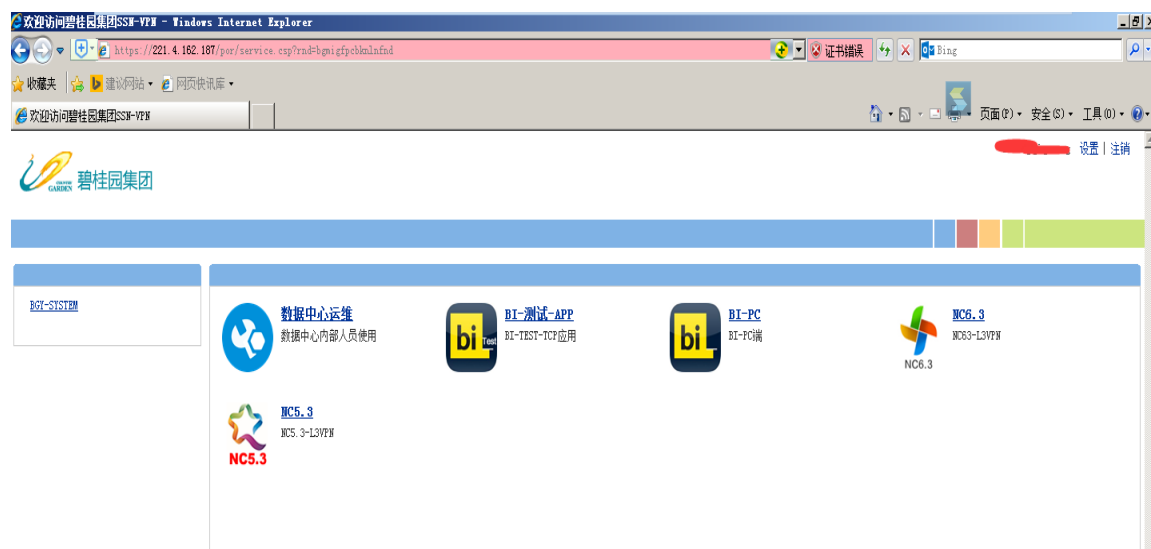 欢迎访问碧桂园集团SSN-VPN - Windows Internet Explorer
https://221.4.162.187/por/service.csp?rnd=bgmigfpcbkmlnfnd
证书错误
Bing
收藏夹
建议网站
网页快讯库
欢迎访问碧桂园集团SSN-VPN
页面(P)
安全(S)
工具(O)
设置 | 注销
GARDEN
碧桂园集团
BGY-SYSTEM
数据中心运维
数据中心内部人员使用
bi Test
BI-测试-APP
BI-TEST-TCP应用
bi
BI-PC
BI-PC端
NC6.3
NC6.3
NC63-L3VPN
NC5.3
NC5.3
NC5.3-L3VPN